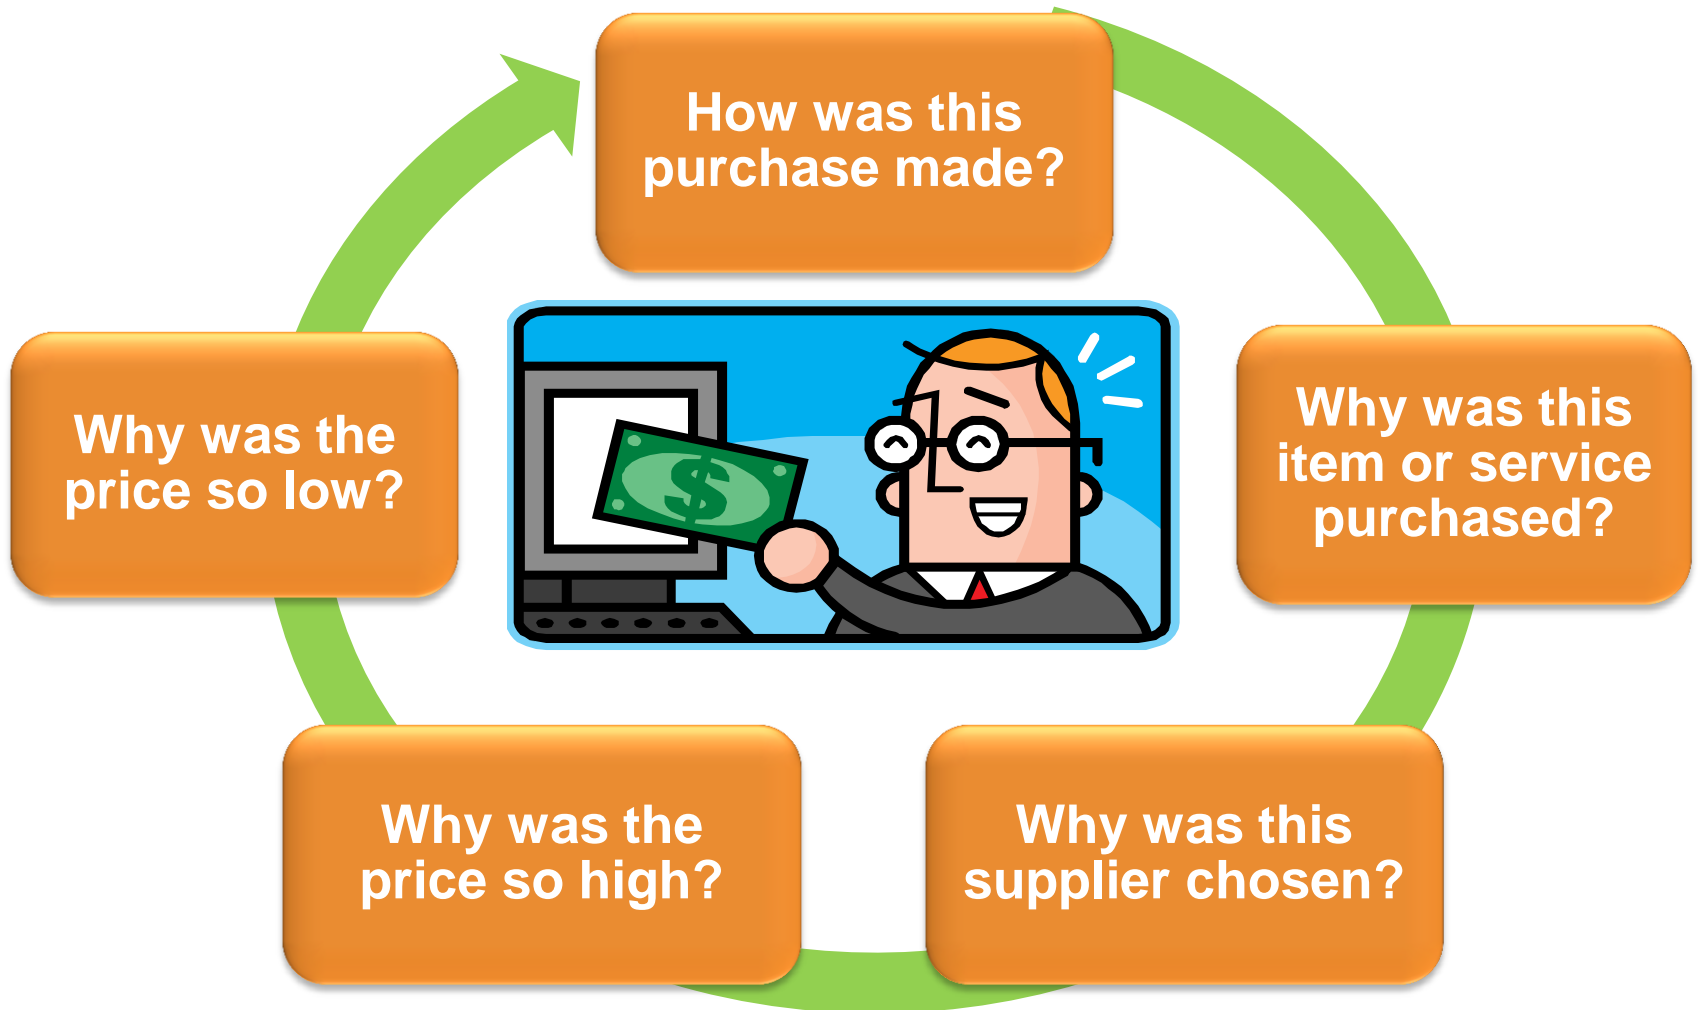 How was this
purchase made?
Why was this
item or service
purchased?
Why was this
supplier chosen?
Why was the
price so high?
Why was the
price so low?
$